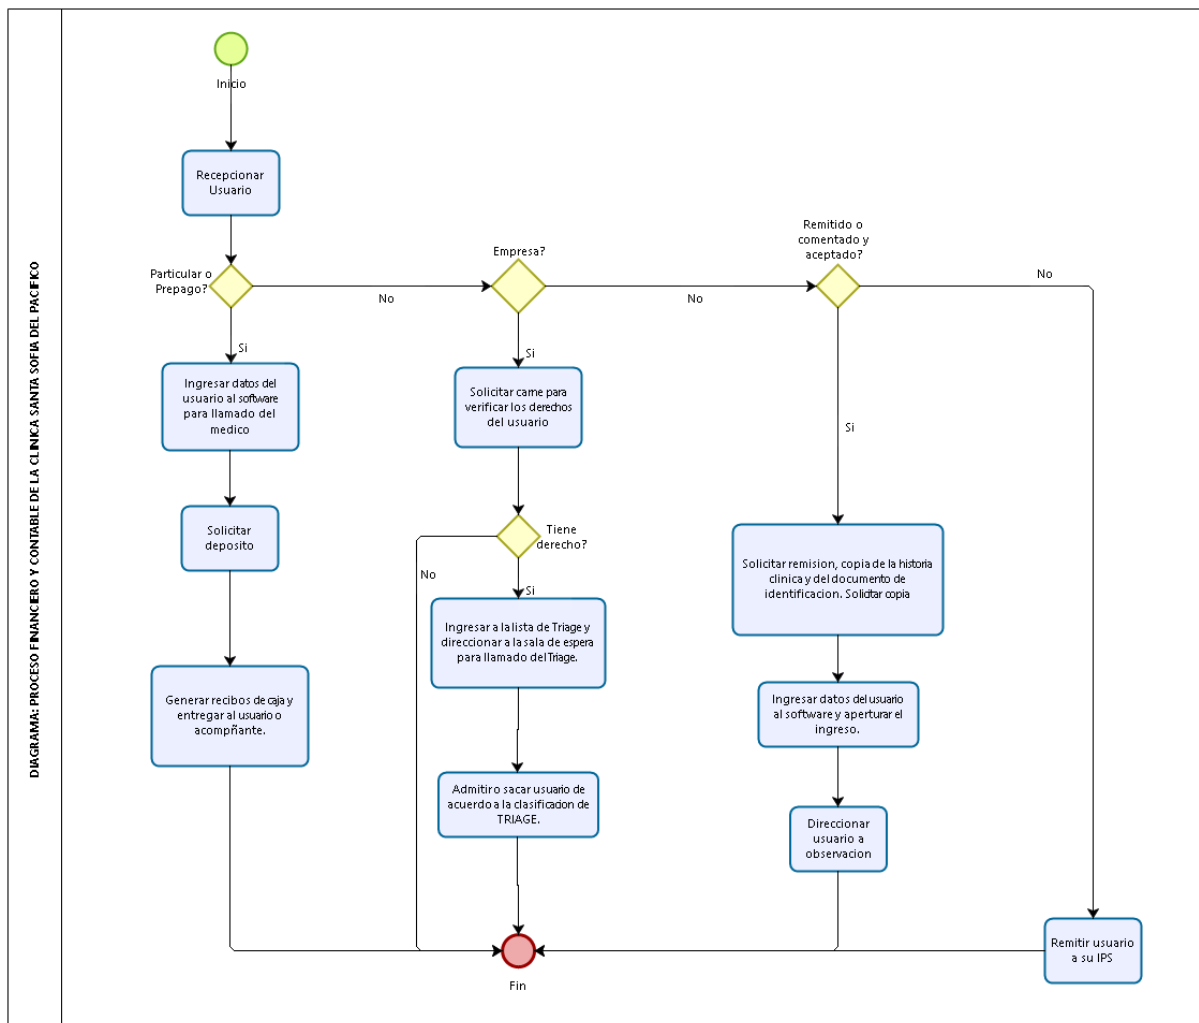 DIAGRAMA: PROCESO FINANCERO Y CONTABLE DE LA CLINICA SANTA SOFIA DEL PACIFICO
Inicio
Recepcionar
Usuario
Particular o
Prepago?
No
Empresa?
No
Remitido o
comentado y
aceptado?
No
Si
Ingresar datos del
usuario al software
para llamado del
medico
Solicitar
deposito
Generar recibos de caja y
entregar al usuario o
acompñante.
Si
Solicitar carne para
verificar los derechos
del usuario
Tiene
derecho?
No
Si
Ingresar a la lista de Triage y
direccionar a la sala de espera
para llamado del Triage.
Admitir o sacar usuario de
acuerdo a la clasificacion de
TRIAGE.
Si
Solicitar remision, copia de la historia
clinica y del documento de
identificacion. Solicitar copia
Ingresar datos del usuario
al software y aperturar el
ingreso.
Direccionar
usuario a
observacion
Remitir usuario
a su IPS
Fin